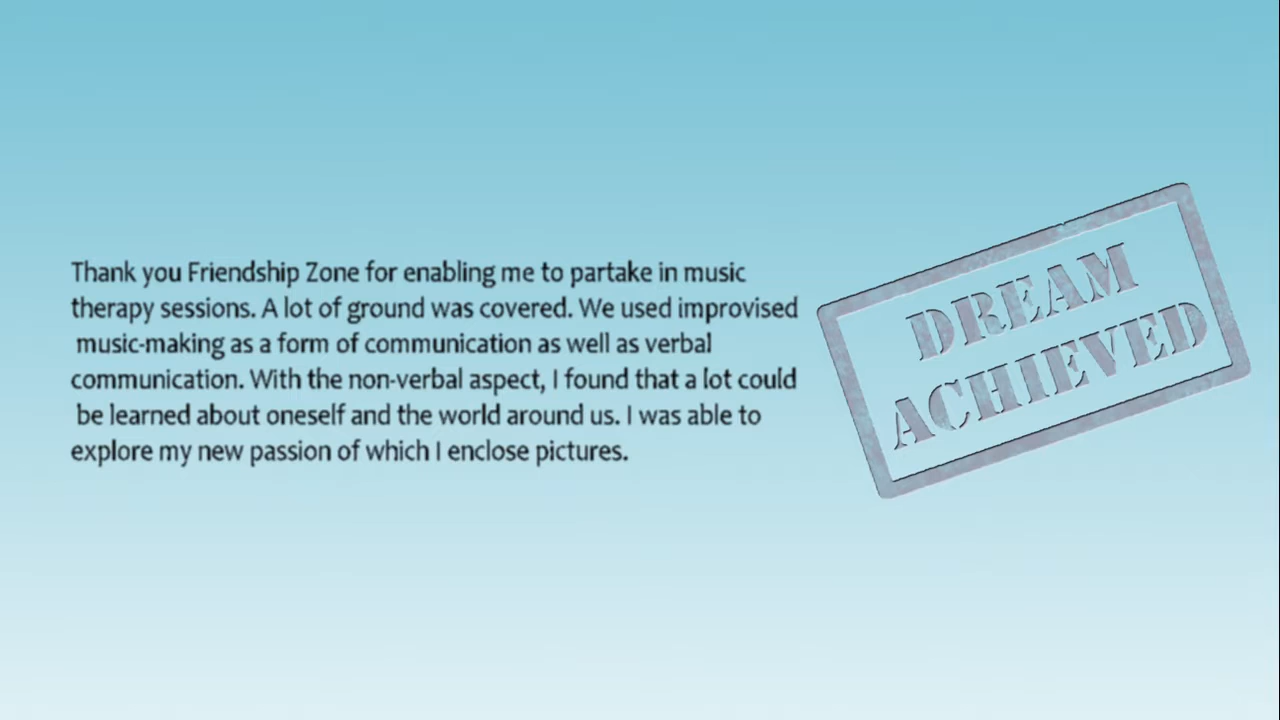 Thank you Friendship Zone for enabling me to partake in music
therapy sessions. A lot of ground was covered. We used improvised
music-making as a form of communication as well as verbal
communication. With the non-verbal aspect, I found that a lot could
be learned about oneself and the world around us. I was able to
explore my new passion of which I enclose pictures.
DREAM
ACHIEVED